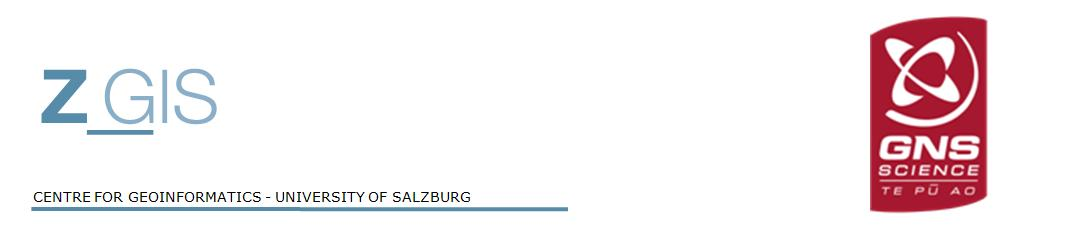 Z_GIS
CENTRE FOR GEOINFORMATICS - UNIVERSITY OF SALZBURG
GNS
SCIENCE
TE PŪ AO